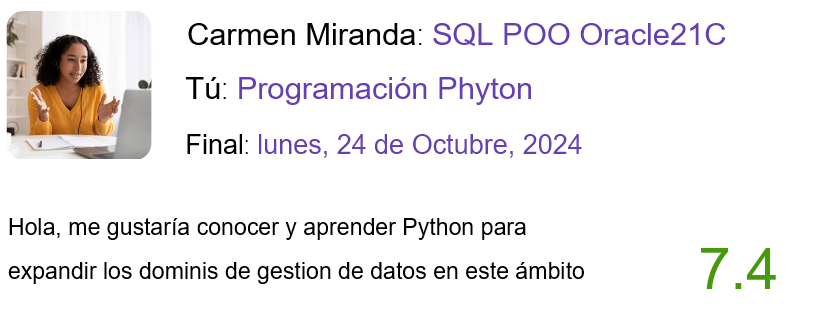 Carmen Miranda: SQL POO Oracle21C
Tú: Programación Phyton
Final: lunes, 24 de Octubre, 2024
Hola, me gustaría conocer y aprender Python para
expandir los dominis de gestion de datos en este ámbito
7.4